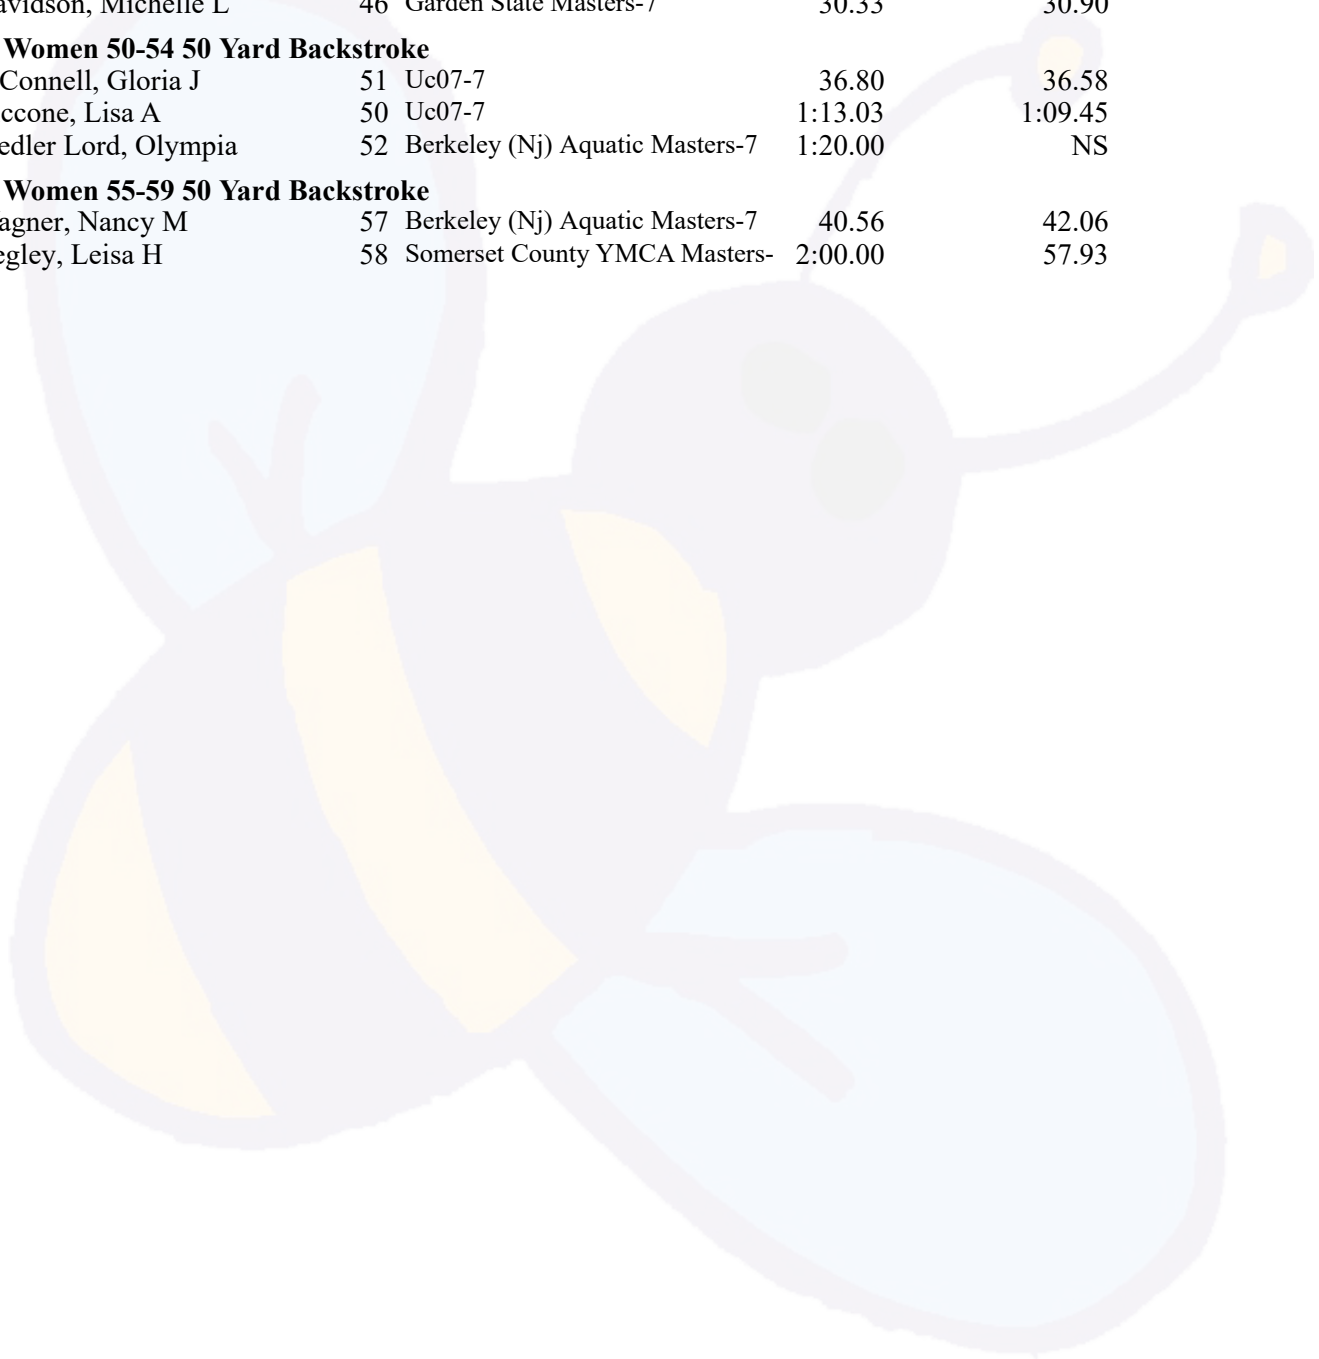 avidson, Michelle L 46 Garden State Masters-7 30.33 30.90
Women 50-54 50 Yard Backstroke
Connell, Gloria J 51 Uc07-7 36.80 36.58
ccone, Lisa A 50 Uc07-7 1:13.03 1:09.45
edler Lord, Olympia 52 Berkeley (Nj) Aquatic Masters-7 1:20.00 NS
Women 55-59 50 Yard Backstroke
agner, Nancy M 57 Berkeley (Nj) Aquatic Masters-7 40.56 42.06
egley, Leisa H 58 Somerset County YMCA Masters- 2:00.00 57.93